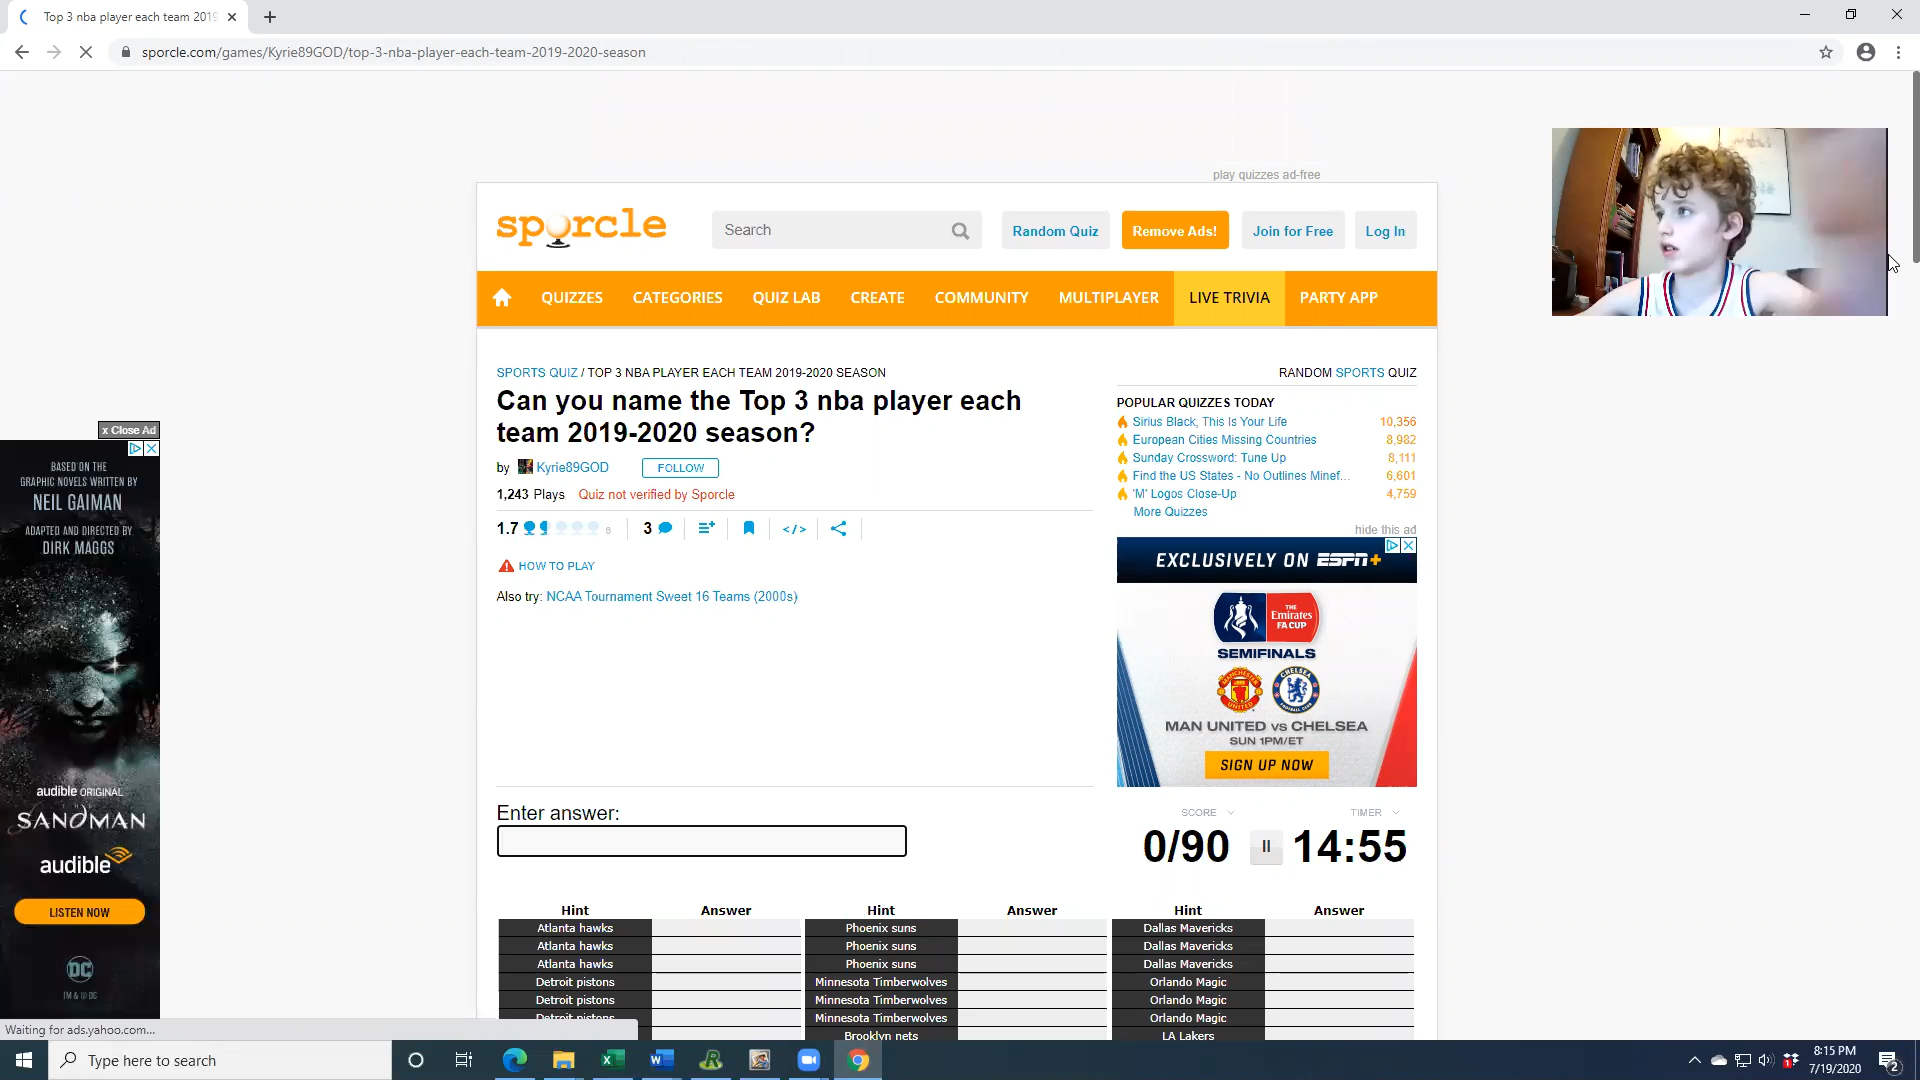 Top 3 nba player each team 2019
sporcle.com/games/Kyrie89GOD/top-3-nba-player-each-team-2019-2020-season
play quizzes ad-free
sporcle
Search
Random Quiz
Remove Ads!
Join for Free
Log In
QUIZZES
CATEGORIES
QUIZ LAB
CREATE
COMMUNITY
MULTIPLAYER
LIVE TRIVIA
PARTY APP
SPORTS QUIZ / TOP 3 NBA PLAYER EACH TEAM 2019-2020 SEASON
Can you name the Top 3 nba player each
team 2019-2020 season?
by Kyrie89GOD FOLLOW
1,243 Plays Quiz not verified by Sporcle
1.7 6 3 </>
HOW TO PLAY
Also try: NCAA Tournament Sweet 16 Teams (2000s)
RANDOM SPORTS QUIZ
POPULAR QUIZZES TODAY
Sirius Black, This Is Your Life 10,356
European Cities Missing Countries 8,982
Sunday Crossword: Tune Up 8,111
Find the US States - No Outlines Minef... 6,601
'M' Logos Close-Up 4,759
More Quizzes
hide this ad
EXCLUSIVELY ON ESPN+
THE
Emirates
FA CUP
SEMIFINALS
MAN UNITED vs CHELSEA
SUN 1PM/ET
SIGN UP NOW
x Close Ad
BASED ON THE
GRAPHIC NOVELS WRITTEN BY
NEIL GAIMAN
ADAPTED AND DIRECTED BY
DIRK MAGGS
audible ORIGINAL
THE
SANDMAN
audible
LISTEN NOW
DC
TM & © DC
Enter answer:
SCORE
TIMER
0/90
14:55
Hint Answer Hint Answer Hint Answer
Atlanta hawks Phoenix suns Dallas Mavericks
Atlanta hawks Phoenix suns Dallas Mavericks
Atlanta hawks Phoenix suns Dallas Mavericks
Detroit pistons Minnesota Timberwolves Orlando Magic
Detroit pistons Minnesota Timberwolves Orlando Magic
Detroit pistons Minnesota Timberwolves Orlando Magic
Brooklyn nets LA Lakers
Waiting for ads.yahoo.com...
Type here to search
8:15 PM
7/19/2020
2